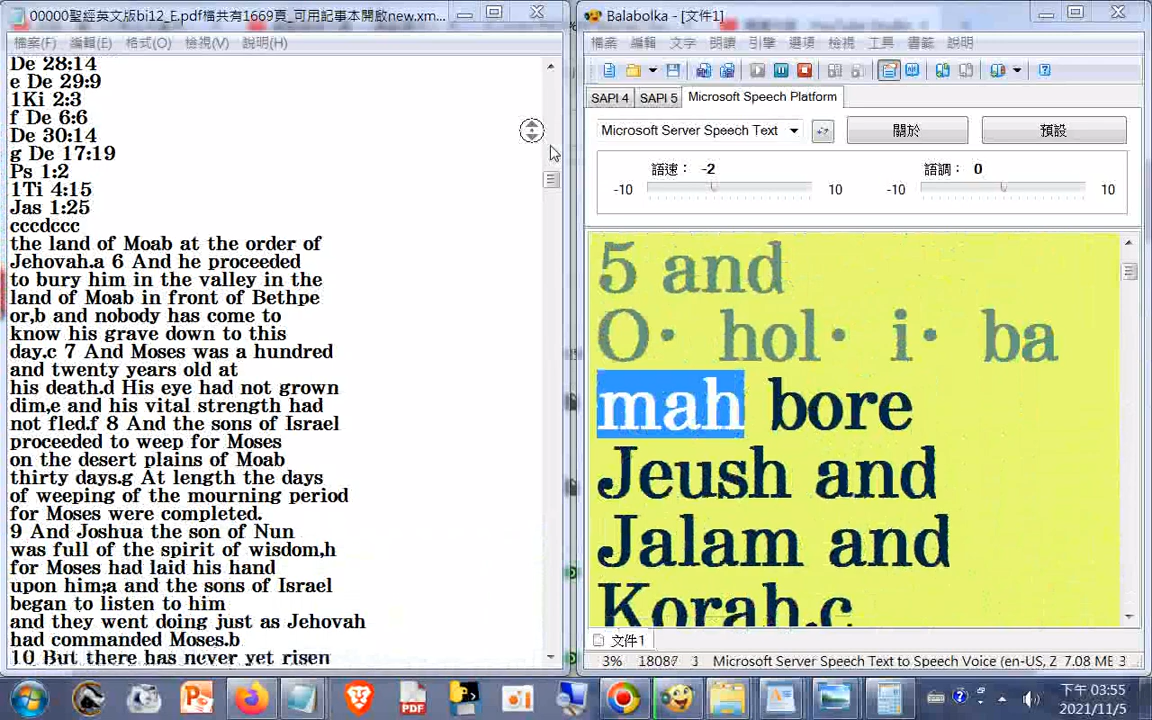 00000聖經英文版bi12_E.pdf檔共有1669頁_可用記事本開啟new.xm...
檔案(F) 編輯(E) 格式(O) 檢視(V) 說明(H)
De 28:14
e De 29:9
1Ki 2:3
f De 6:6
De 30:14
g De 17:19
Ps 1:2
1Ti 4:15
Jas 1:25
cccdccc
the land of Moab at the order of
Jehovah.a 6 And he proceeded
to bury him in the valley in the
land of Moab in front of Bethpe
or,b and nobody has come to
know his grave down to this
day.c 7 And Moses was a hundred
and twenty years old at
his death.d His eye had not grown
dim,e and his vital strength had
not fled.f 8 And the sons of Israel
proceeded to weep for Moses
on the desert plains of Moab
thirty days.g At length the days
of weeping of the mourning period
for Moses were completed.
9 And Joshua the son of Nun
was full of the spirit of wisdom,h
for Moses had laid his hand
upon him;a and the sons of Israel
began to listen to him
and they went doing just as Jehovah
had commanded Moses.b
10 But there has never yet risen
Balabolka - [文件1]
檔案 編輯 文字 朗讀 引擎 選項 檢視 工具 書籤 說明
SAPI 4 SAPI 5 Microsoft Speech Platform
Microsoft Server Speech Text 關於 預設
語速： -2 語調： 0
-10 10 -10 10
5 and
O· hol· i· ba
mah bore
Jeush and
Jalam and
Korah.c
文件1
3% 18087 Microsoft Server Speech Text to Speech Voice (en-US, Z 7.08 ME 3
PDF
下午 03:55
2021/11/5